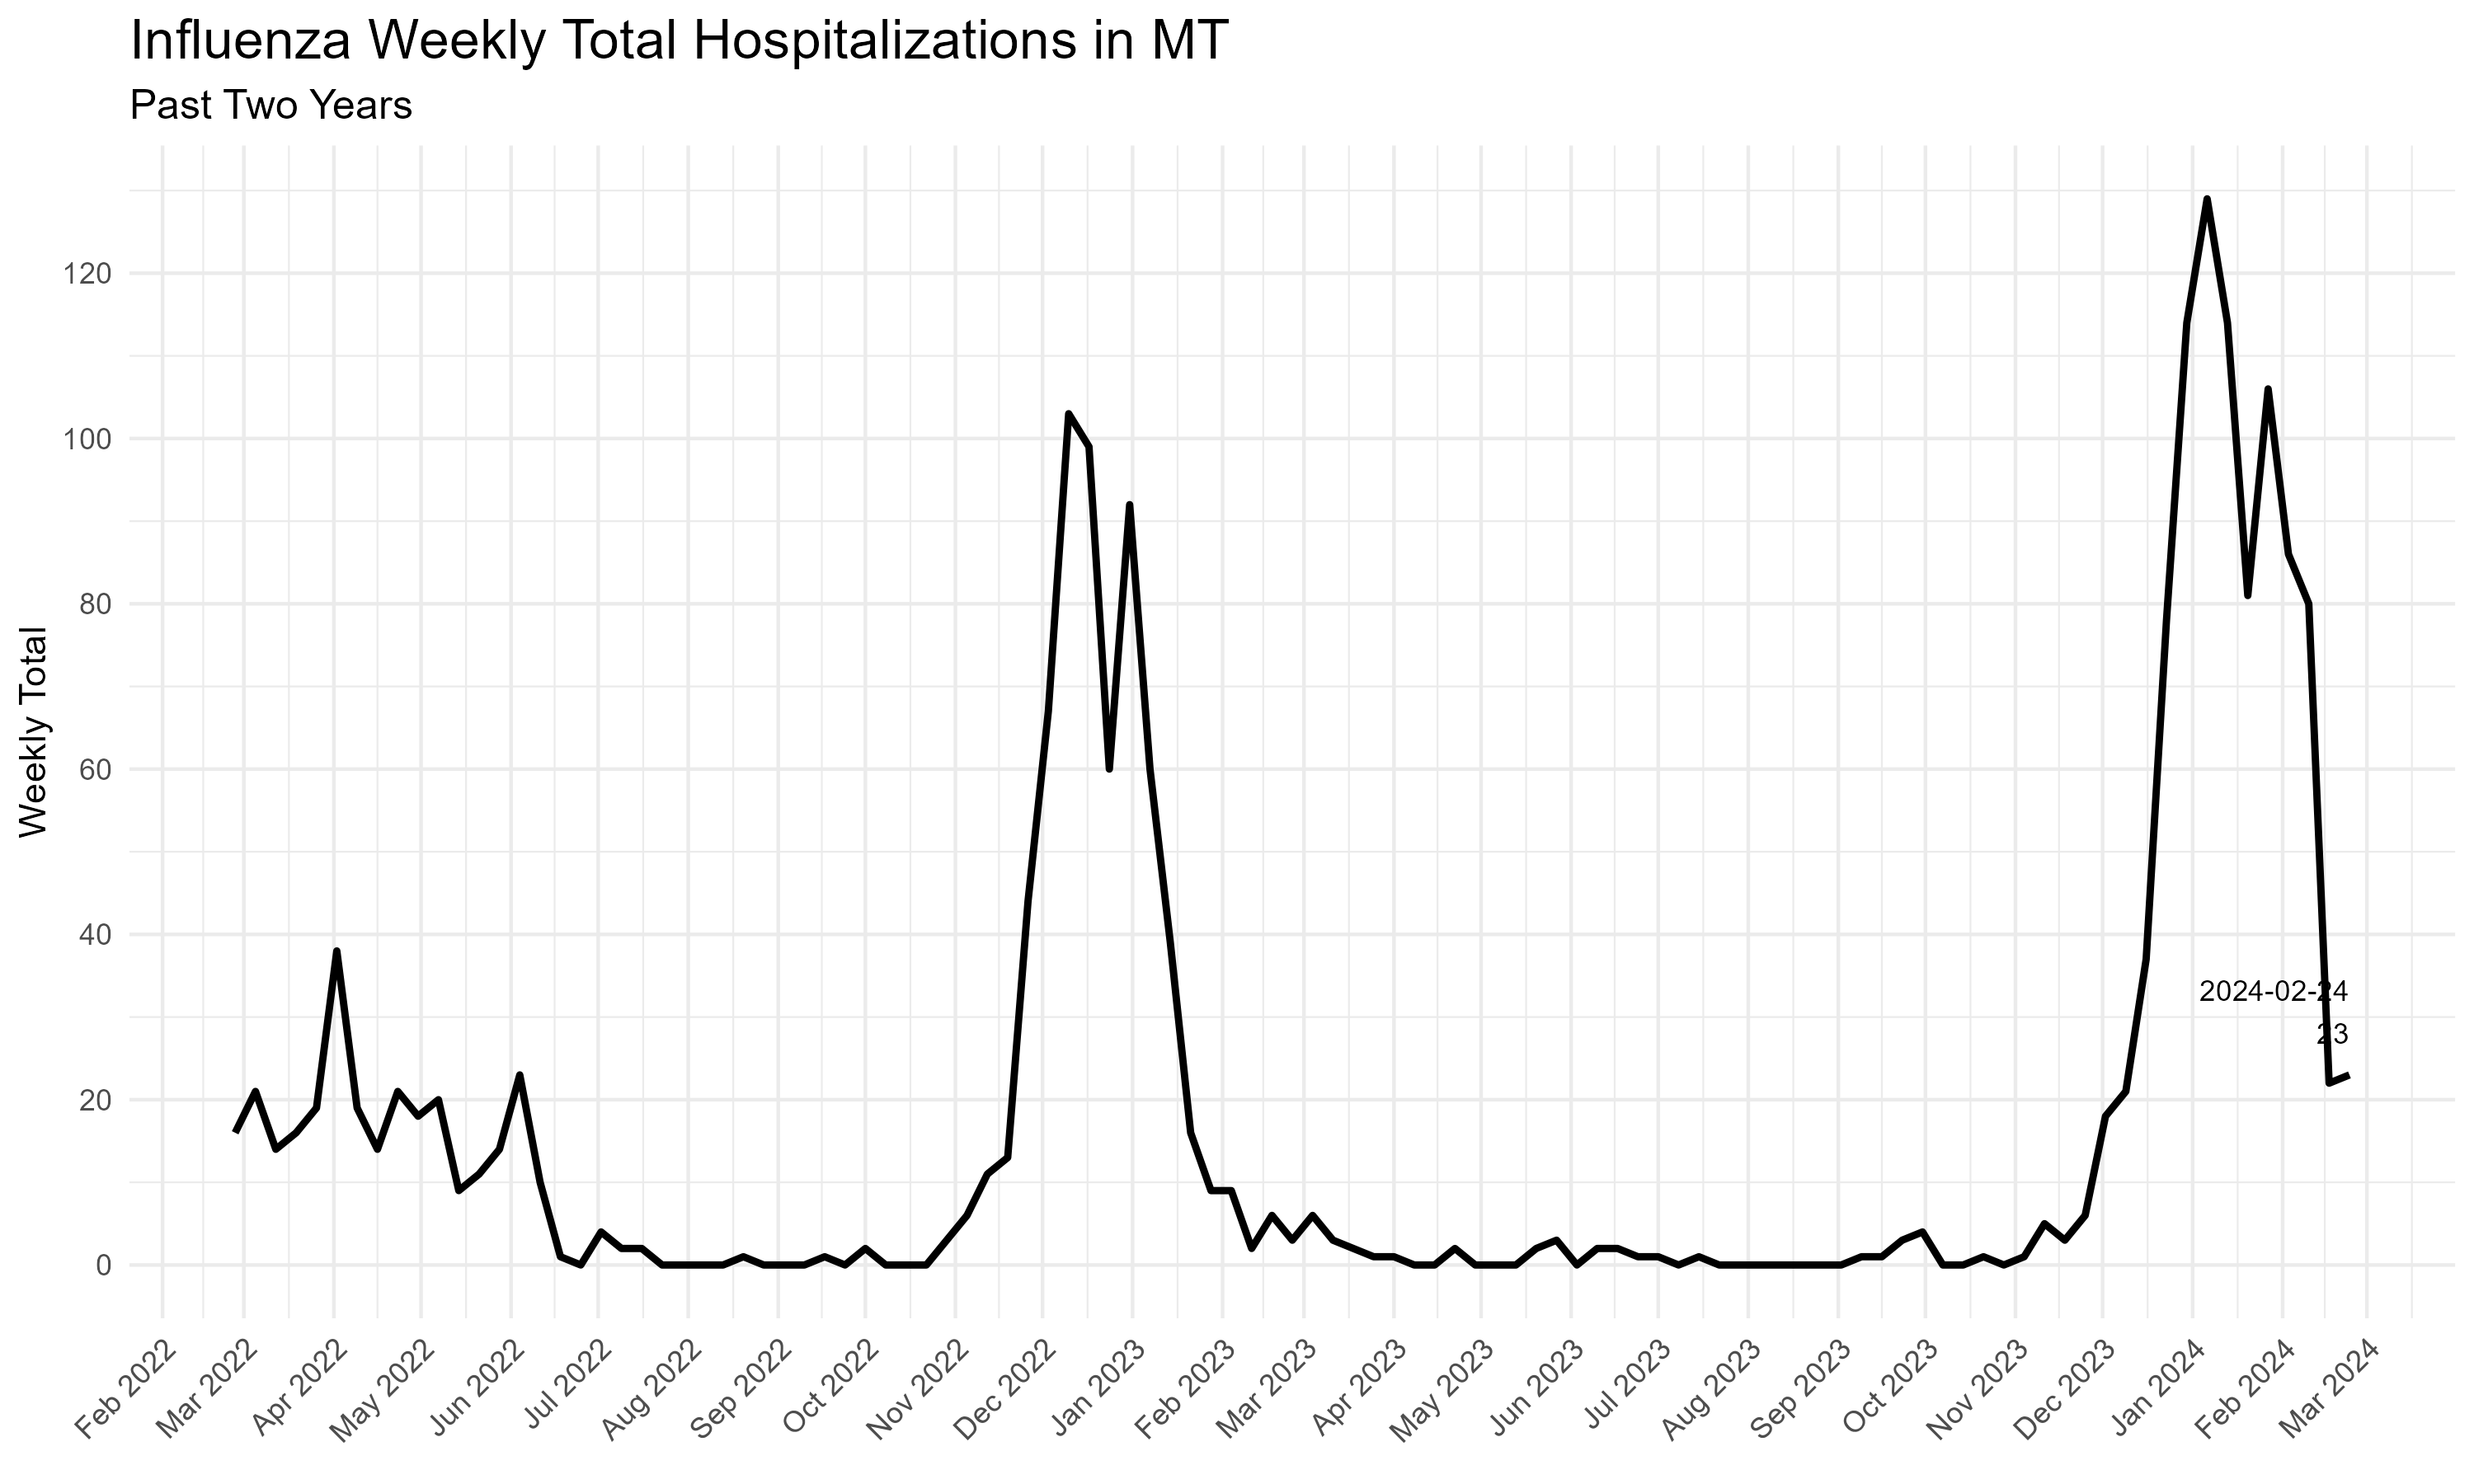 Influenza Weekly Total Hospitalizations in MT
Past Two Years
Weekly Total
120
100
80
60
40
20
0
2024-02-24
23
Feb 2022
Mar 2022
Apr 2022
May 2022
Jun 2022
Jul 2022
Aug 2022
Sep 2022
Oct 2022
Nov 2022
Dec 2022
Jan 2023
Feb 2023
Mar 2023
Apr 2023
May 2023
Jun 2023
Jul 2023
Aug 2023
Sep 2023
Oct 2023
Nov 2023
Dec 2023
Jan 2024
Feb 2024
Mar 2024